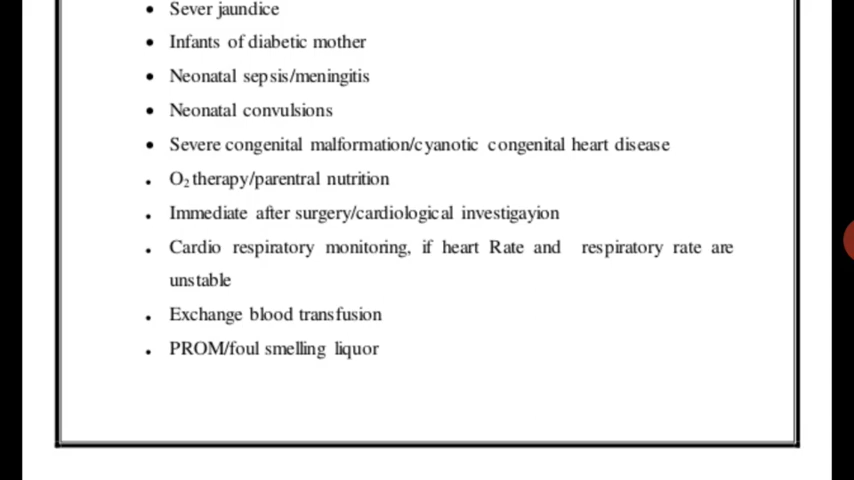 • Sever jaundice
• Infants of diabetic mother
• Neonatal sepsis/meningitis
• Neonatal convulsions
• Severe congenital malformation/cyanotic congenital heart disease
• O₂ therapy/parentral nutrition
• Immediate after surgery/cardiological investigayion
• Cardio respiratory monitoring, if heart Rate and respiratory rate are
unstable
• Exchange blood transfusion
• PROM/foul smelling liquor